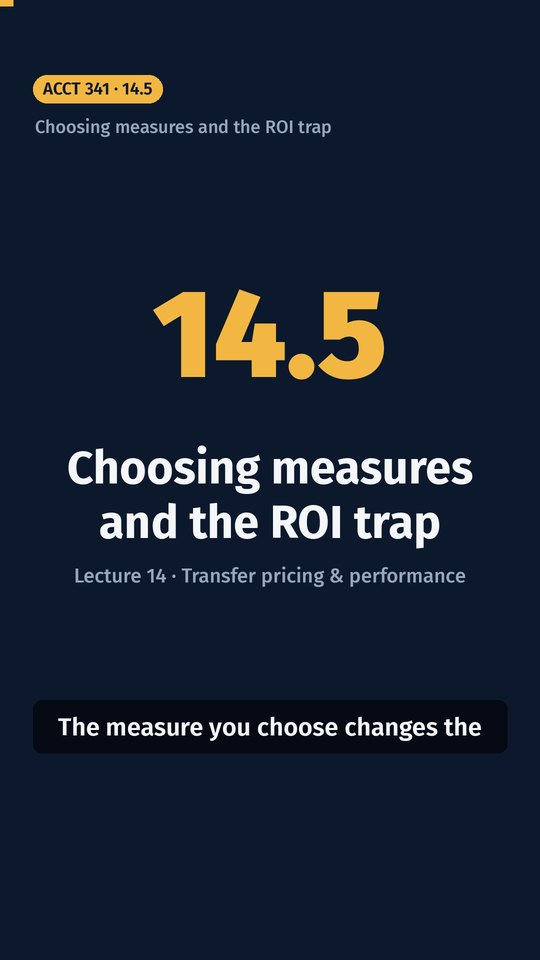 ACCT 341 · 14.5
Choosing measures and the ROI trap
14.5
Choosing measures
and the ROI trap
Lecture 14 · Transfer pricing & performance
The measure you choose changes the